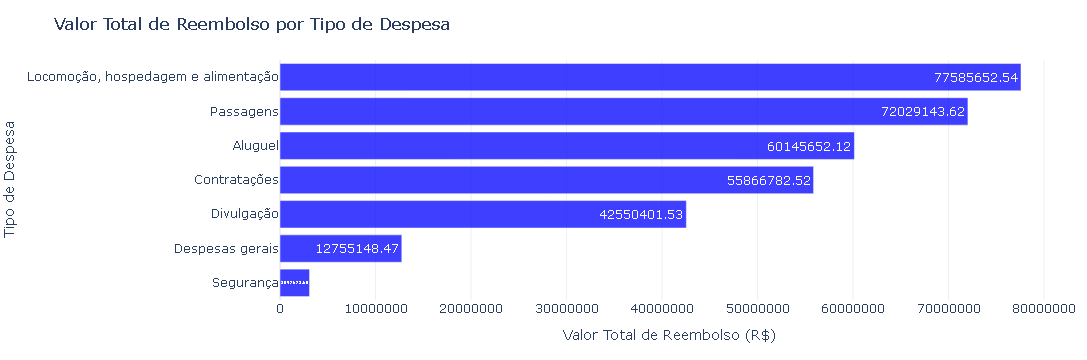 Valor Total de Reembolso por Tipo de Despesa
Tipo de Despesa
Locomoção, hospedagem e alimentação
77585652.54
Passagens
72029143.62
Aluguel
60145652.12
Contratações
55866782.52
Divulgação
42550401.53
Despesas gerais
12755148.47
Segurança
0
10000000
20000000
30000000
40000000
50000000
60000000
70000000
80000000
Valor Total de Reembolso (R$)